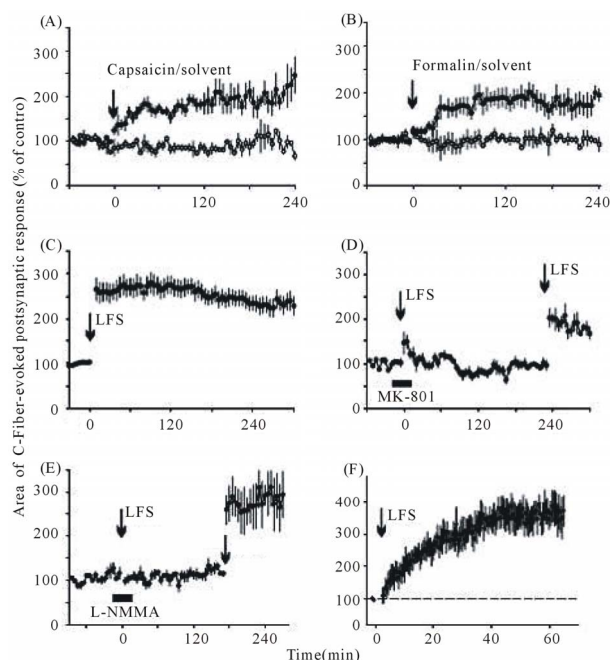 (A) (B)
Capsaicin/solvent Formalin/solvent
300 300
200 200
100 100
0 0
0 120 240 0 120 240
(C) (D)
300 300
LFS LFS
200 200
LFS
100 100
MK-801
0 0
0 120 240 0 120 240
(E) (F)
300 400
LFS LFS
300
200
200
100 100
L-NMMA
0 0
0 120 240 0 20 40 60
Time(min)
Area of C-Fiber-evoked postsynaptic response (% of control)